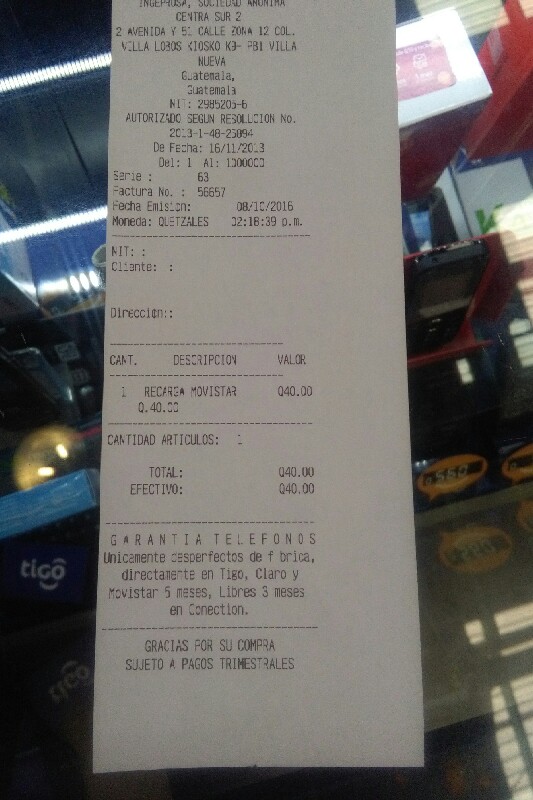 INGEPROSA, SOCIEDAD ANONIMA
CENTRA SUR 2
2 AVENIDA Y 51 CALLE ZONA 12 COL.
VILLA LOBOS KIOSKO K9- PB1 VILLA
NUEVA
Guatemala,
Guatemala
NIT: 2985205-6
AUTORIZADO SEGUN RESOLUCION No.
2013-1-48-25894
De Fecha: 16/11/2013
Del: 1 Al: 1000000
Serie : 63
Factura No. : 56657
Fecha Emision: 08/10/2016
Moneda: QUETZALES 02:18:39 p.m.
NIT: :
Cliente: :
Dirección::
CANT. DESCRIPCION VALOR
1 RECARGA MOVISTAR Q40.00
Q.40.00
CANTIDAD ARTICULOS: 1
TOTAL: Q40.00
EFECTIVO: Q40.00
G A R A N T I A T E L E F O N O S
Unicamente desperfectos de f brica,
directamente en Tigo, Claro y
Movistar 5 meses, Libres 3 meses
en Conection.
GRACIAS POR SU COMPRA
SUJETO A PAGOS TRIMESTRALES
tigo
tigo